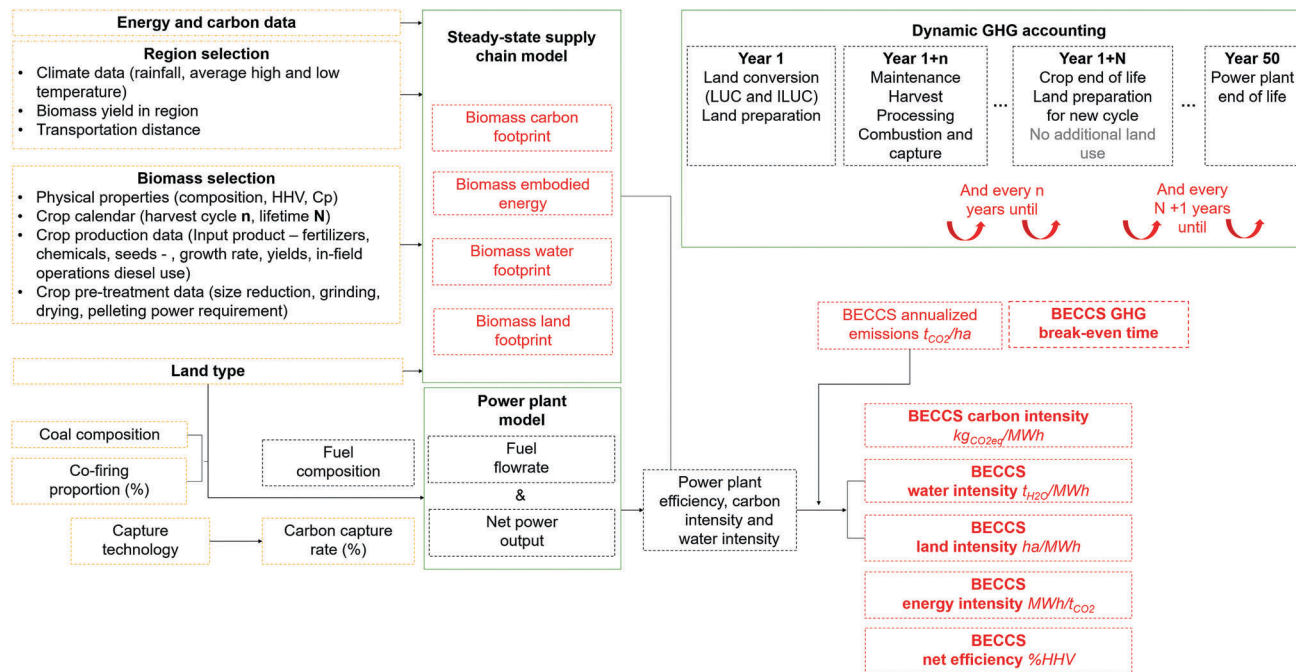 Energy and carbon data
Region selection
• Climate data (rainfall, average high and low
temperature)
• Biomass yield in region
• Transportation distance
Biomass selection
• Physical properties (composition, HHV, Cp)
• Crop calendar (harvest cycle n, lifetime N)
• Crop production data (Input product – fertilizers,
chemicals, seeds - , growth rate, yields, in-field
operations diesel use)
• Crop pre-treatment data (size reduction, grinding,
drying, pelleting power requirement)
Land type
Coal composition
Co-firing
proportion (%)
Capture
technology
Fuel
composition
Carbon capture
rate (%)
Steady-state supply
chain model
Biomass carbon
footprint
Biomass embodied
energy
Biomass water
footprint
Biomass land
footprint
Power plant
model
Fuel
flowrate
&
Net power
output
Power plant
efficiency, carbon
intensity and
water intensity
Dynamic GHG accounting
Year 1
Land conversion
(LUC and ILUC)
Land preparation
Year 1+n
Maintenance
Harvest
Processing
Combustion and
capture
...
Year 1+N
Crop end of life
Land preparation
for new cycle
No additional land
use
...
Year 50
Power plant
end of life
And every n
years until
And every
N +1 years
until
BECCS annualized
emissions tCO2/ha
BECCS GHG
break-even time
BECCS carbon intensity
kgCO2eq/MWh
BECCS
water intensity tH2O/MWh
BECCS
land intensity ha/MWh
BECCS
energy intensity MWh/tCO2
BECCS
net efficiency %HHV